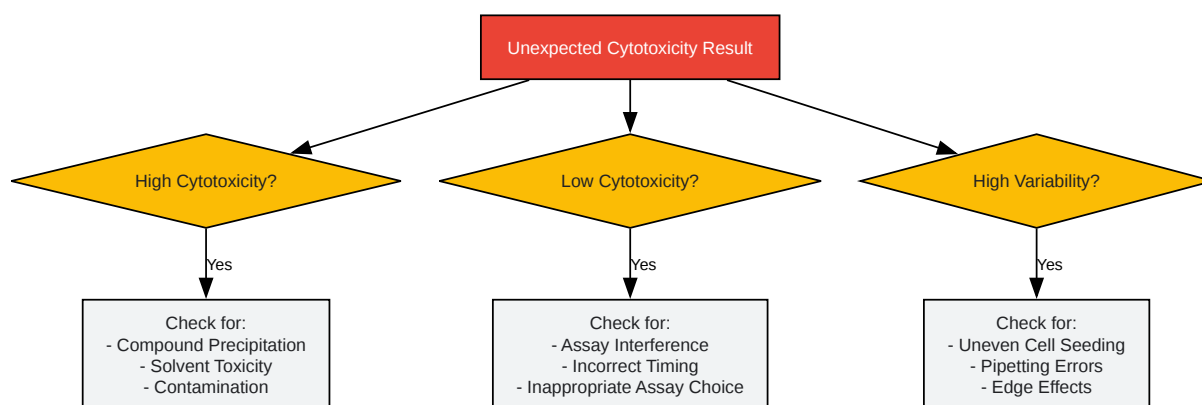 Unexpected Cytotoxicity Result
High Cytotoxicity?
Low Cytotoxicity?
High Variability?
Yes
Yes
Yes
Check for:
- Compound Precipitation
- Solvent Toxicity
- Contamination
Check for:
- Assay Interference
- Incorrect Timing
- Inappropriate Assay Choice
Check for:
- Uneven Cell Seeding
- Pipetting Errors
- Edge Effects